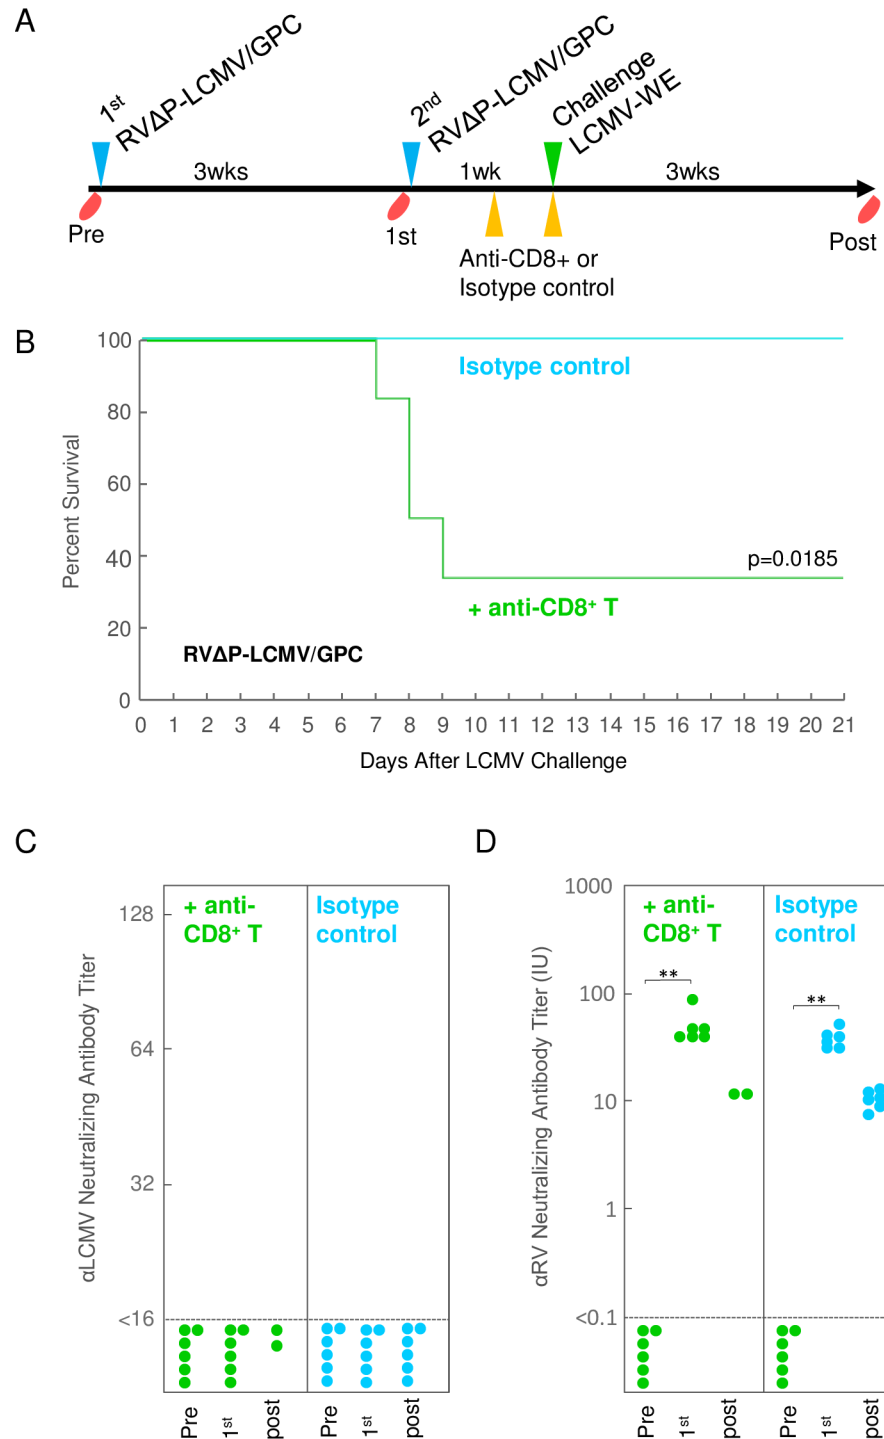 A
1st
RVΔP-LCMV/GPC
2nd
RVΔP-LCMV/GPC
Challenge
LCMV-WE
3wks
1wk
3wks
Pre
1st
Post
Anti-CD8+ or
Isotype control
B
Percent Survival
100
80
60
40
20
0
Isotype control
p=0.0185
+ anti-CD8+ T
RVΔP-LCMV/GPC
0 1 2 3 4 5 6 7 8 9 10 11 12 13 14 15 16 17 18 19 20 21
Days After LCMV Challenge
C
αLCMV Neutralizing Antibody Titer
128
64
32
<16
+ anti-
CD8+ T
Isotype
control
Pre 1st post Pre 1st post
D
αRV Neutralizing Antibody Titer (IU)
1000
100
10
1
<0.1
+ anti-
CD8+ T
Isotype
control
** **
Pre 1st post Pre 1st post